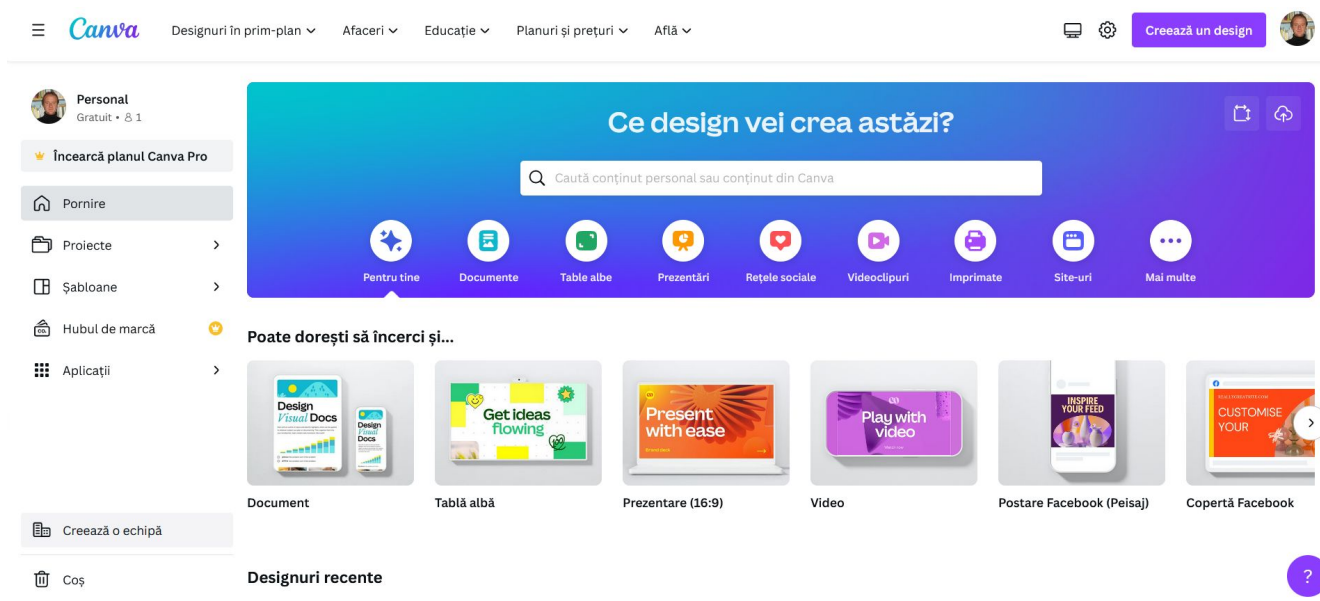 Canva
Designuri în prim-plan
Afaceri
Educație
Planuri și prețuri
Află
Creează un design
Personal
Gratuit • 1
Încearcă planul Canva Pro
Pornire
Proiecte
Șabloane
Hubul de marcă
Aplicații
Creează o echipă
Coș
Ce design vei crea astăzi?
Caută conținut personal sau conținut din Canva
Pentru tine
Documente
Table albe
Prezentări
Rețele sociale
Videoclipuri
Imprimate
Site-uri
Mai multe
Poate dorești să încerci și...
Design
Visual Docs
Design
Visual
Docs
Document
Get ideas
flowing
Tablă albă
Present
with ease
Prezentare (16:9)
Play with
video
Video
INSPIRE
YOUR FEED
Postare Facebook (Peisaj)
CUSTOMISE
YOUR
Copertă Facebook
Designuri recente
?